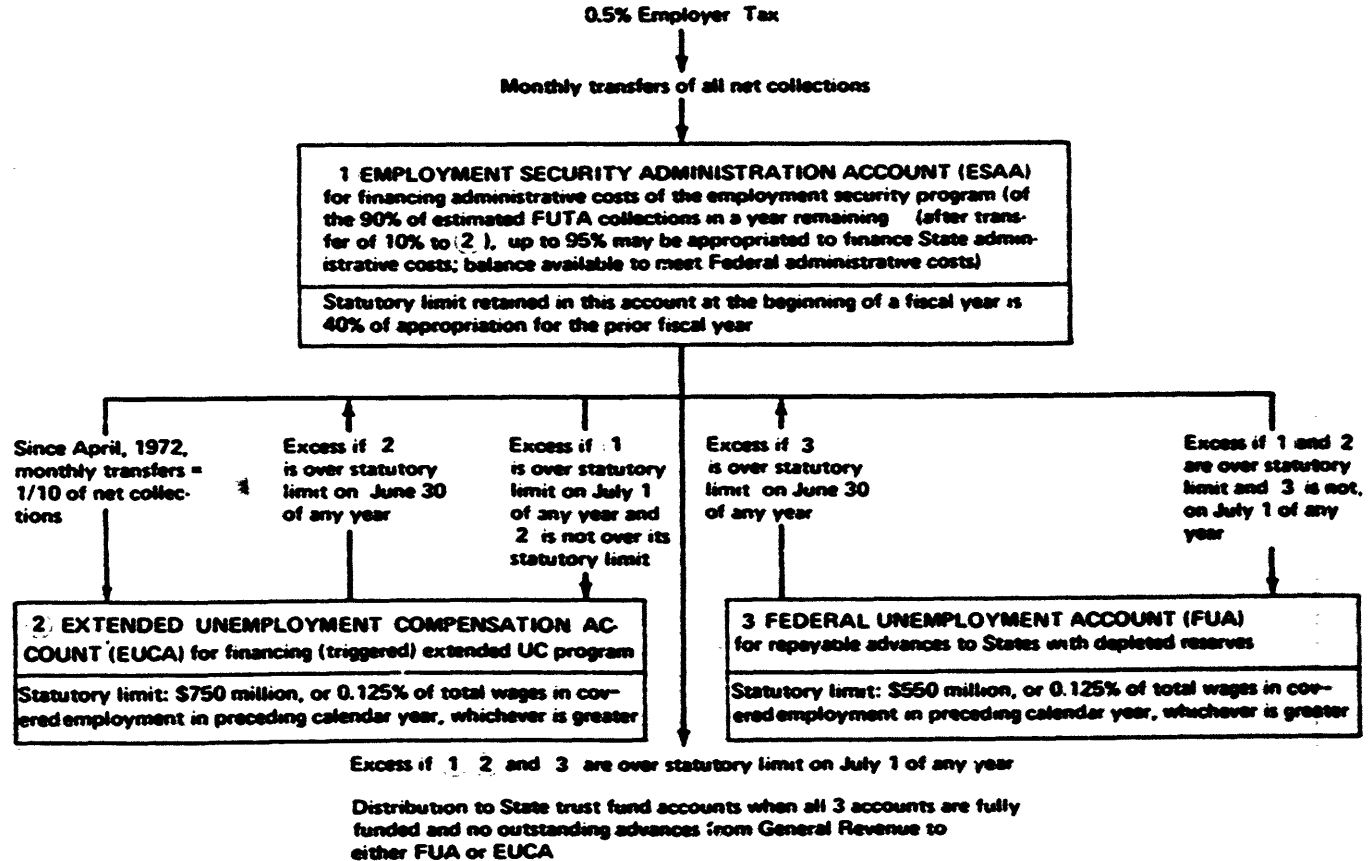 0.5% Employer Tax
Monthly transfers of all net collections
1 EMPLOYMENT SECURITY ADMINISTRATION ACCOUNT (ESAA)
for financing administrative costs of the employment security program (of
the 90% of estimated FUTA collections in a year remaining (after trans-
fer of 10% to 2), up to 95% may be appropriated to finance State admin-
istrative costs; balance available to meet Federal administrative costs)
Statutory limit retained in this account at the beginning of a fiscal year is
40% of appropriation for the prior fiscal year
Since April, 1972,
monthly transfers =
1/10 of net collec-
tions
Excess if 2
is over statutory
limit on June 30
of any year
Excess if 1
is over statutory
limit on July 1
of any year and
2 is not over its
statutory limit
Excess if 3
is over statutory
limit on June 30
of any year
Excess if 1 and 2
are over statutory
limit and 3 is not,
on July 1 of any
year
2 EXTENDED UNEMPLOYMENT COMPENSATION AC-
COUNT (EUCA) for financing (triggered) extended UC program
Statutory limit: $750 million, or 0.125% of total wages in cov-
ered employment in preceding calendar year, whichever is greater
3 FEDERAL UNEMPLOYMENT ACCOUNT (FUA)
for repayable advances to States with depleted reserves
Statutory limit: $550 million, or 0.125% of total wages in cov-
ered employment in preceding calendar year, whichever is greater
Excess if 1 2 and 3 are over statutory limit on July 1 of any year
Distribution to State trust fund accounts when all 3 accounts are fully
funded and no outstanding advances from General Revenue to
either FUA or EUCA